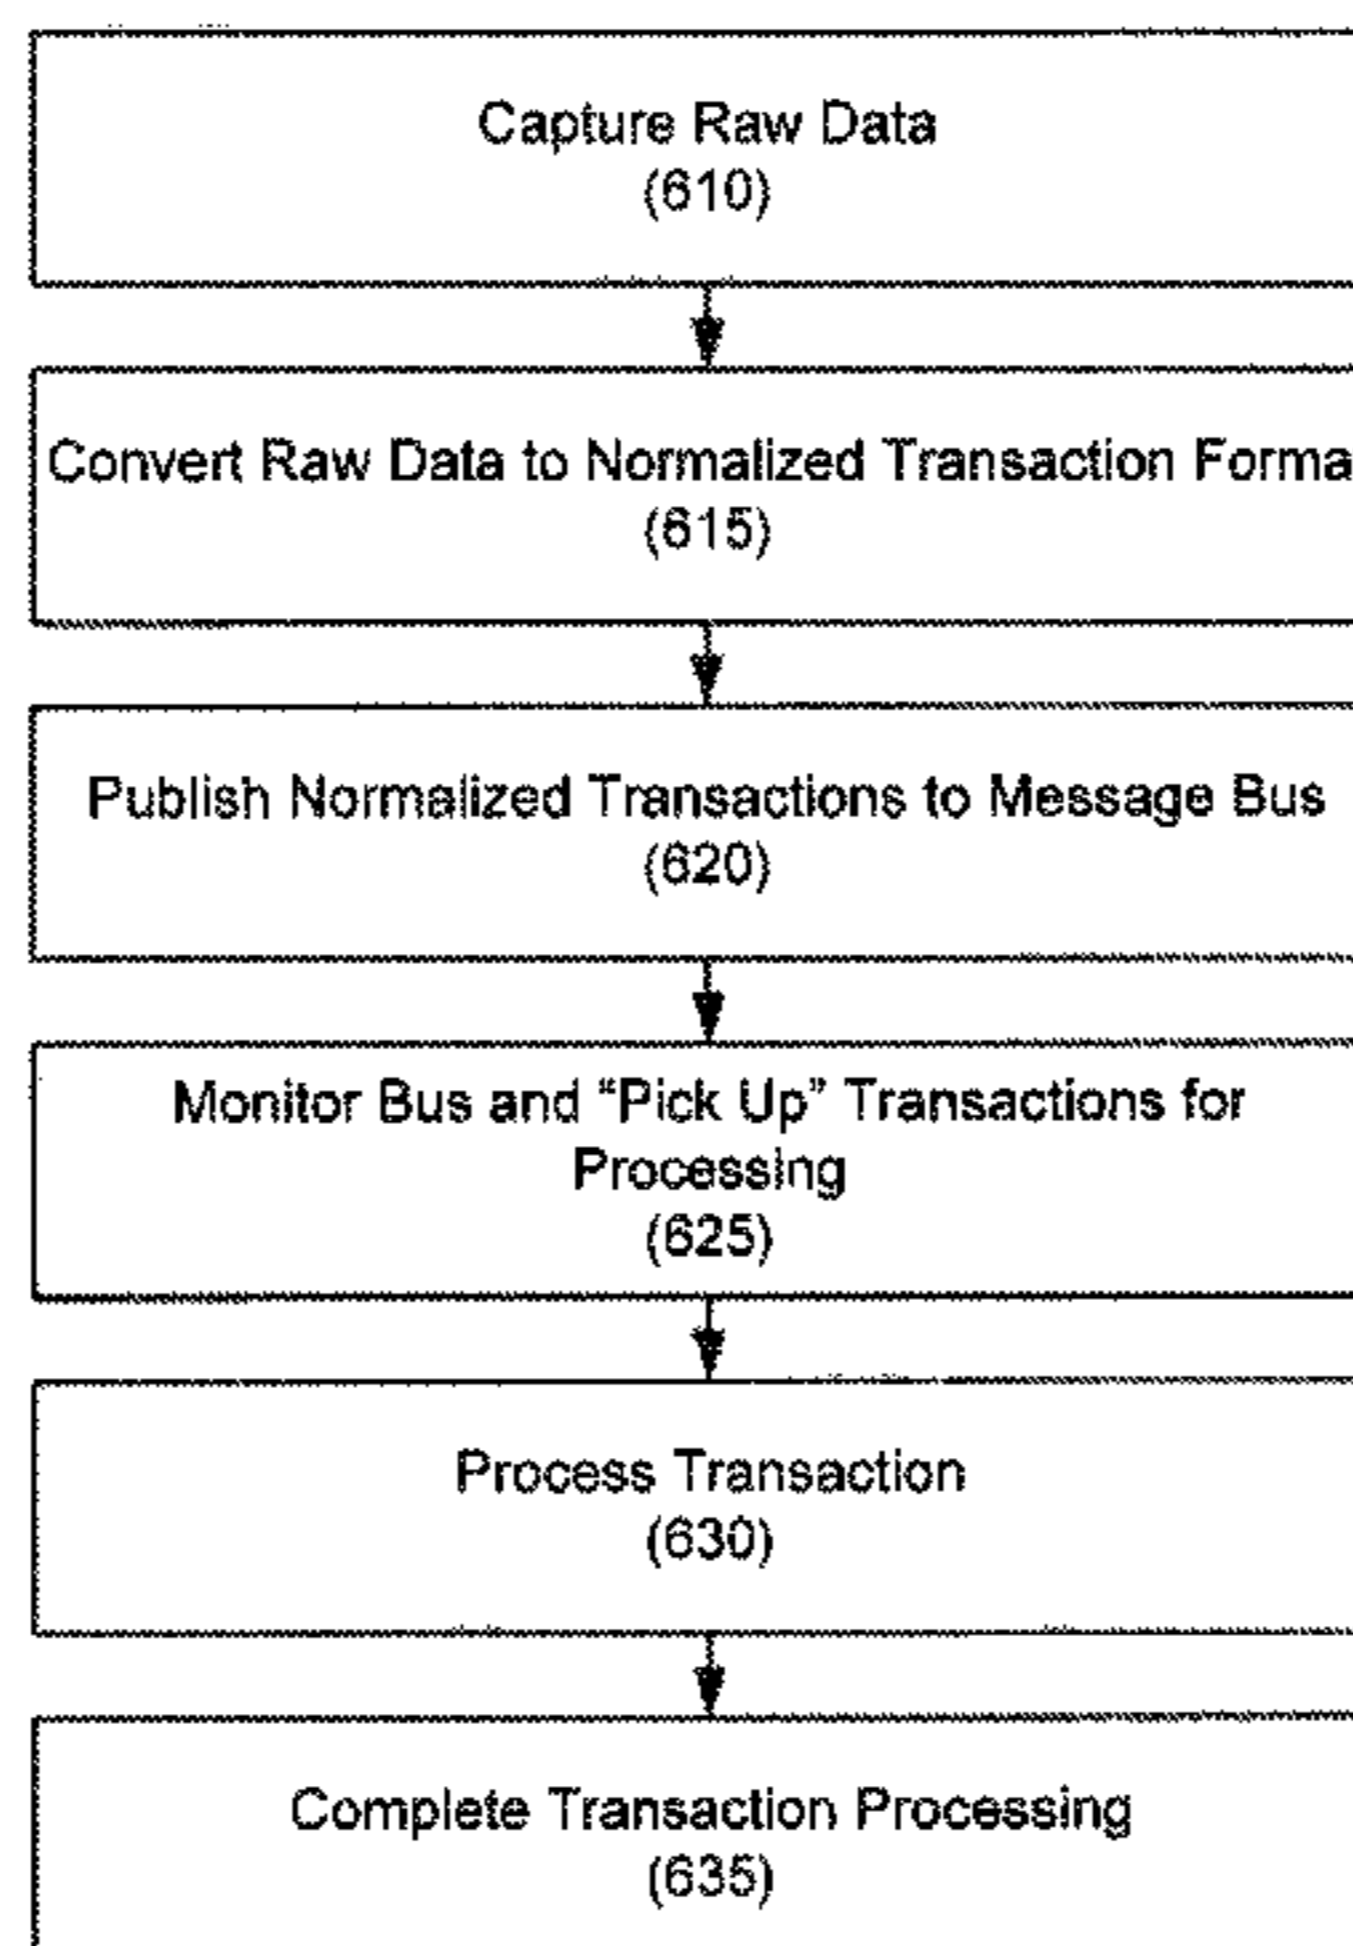 Capture Raw Data
(610)
Convert Raw Data to Normalized Transaction Forma
(615)
Publish Normalized Transactions to Message Bus
(620)
Monitor Bus and “Pick Up” Transactions for
Processing
(625)
Process Transaction
(630)
Complete Transaction Processing
(635)